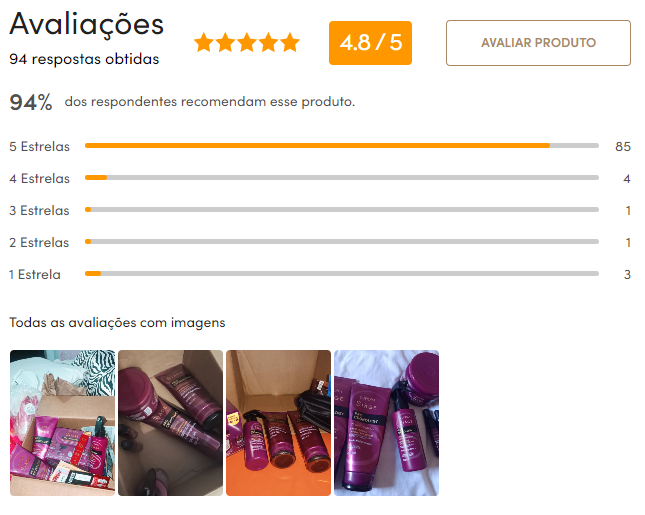 Avaliações
94 respostas obtidas
4.8 / 5
AVALIAR PRODUTO
94% dos respondentes recomendam esse produto.
5 Estrelas 85
4 Estrelas 4
3 Estrelas 1
2 Estrelas 1
1 Estrela 3
Todas as avaliações com imagens